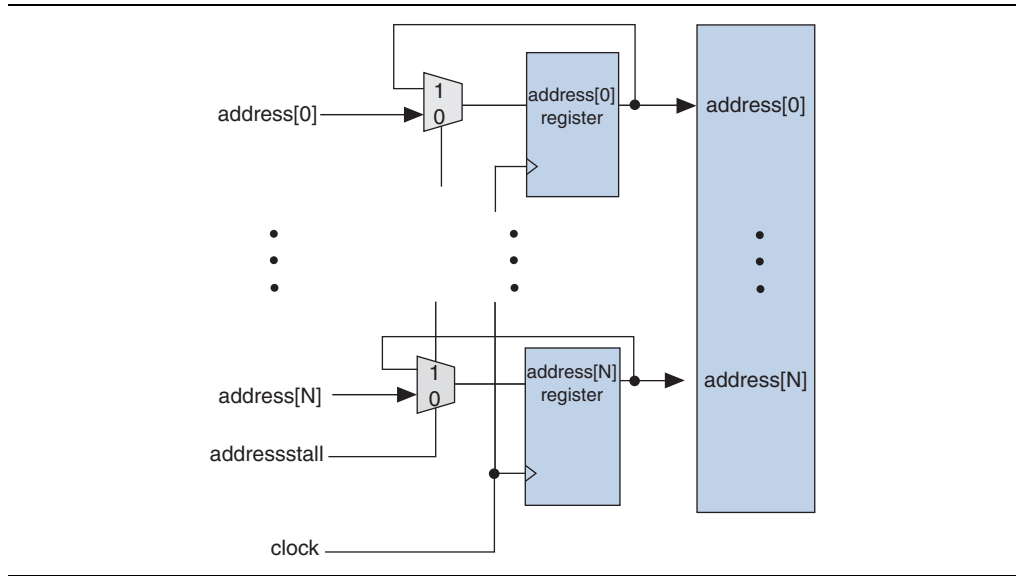 1
0
address[0]
address[0]
register
address[0]
1
0
address[N]
address[N]
register
address[N]
addressstall
clock